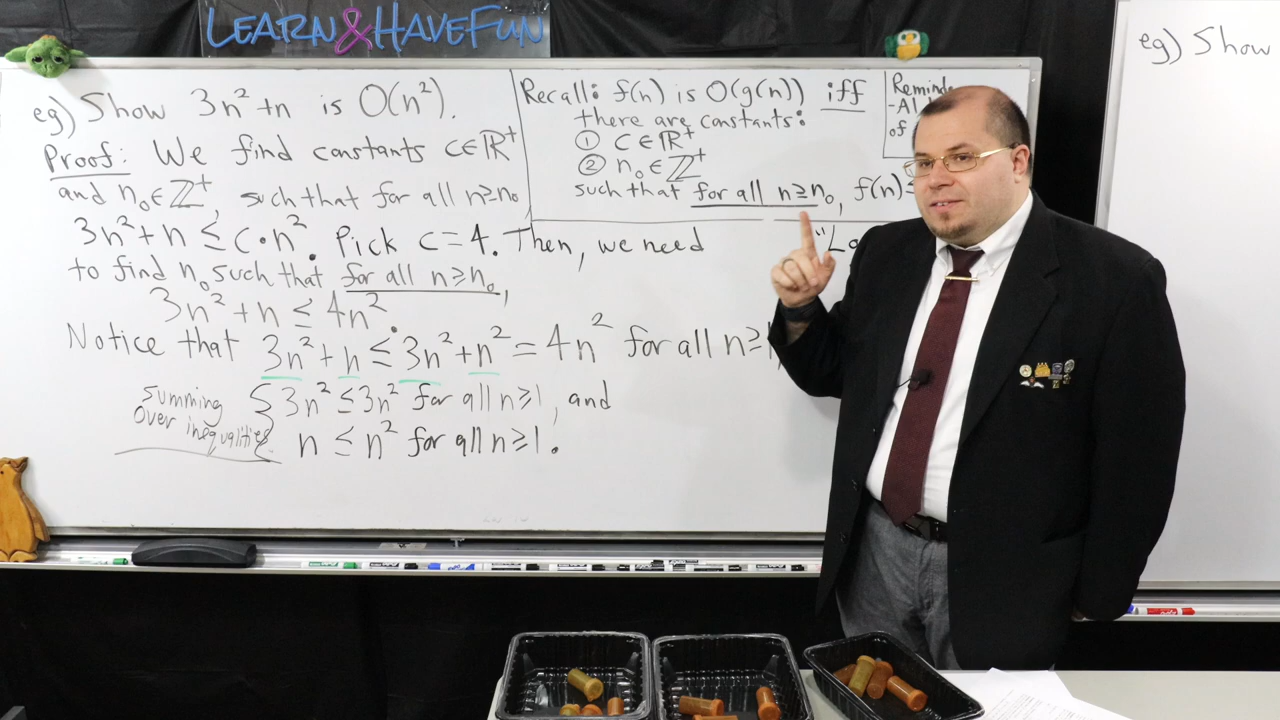 LEARN&HAVEFUN
eg) Show 3n²+n is O(n²).
Proof: We find constants c∈ℝ⁺
and n₀∈ℤ⁺, such that for all n≥n₀
3n²+n ≤ c·n². Pick c=4. Then, we need
to find n₀ such that for all n≥n₀,
3n²+n ≤ 4n².
Notice that 3n²+n ≤ 3n²+n² = 4n² for all n≥1,
summing
over inequalities
{ 3n² ≤ 3n² for all n≥1, and
n ≤ n² for all n≥1.
Recall: f(n) is O(g(n)) iff
there are constants:
① c∈ℝ⁺
② n₀∈ℤ⁺
such that for all n≥n₀, f(n)≤
"La
-Al
of
eg) Show